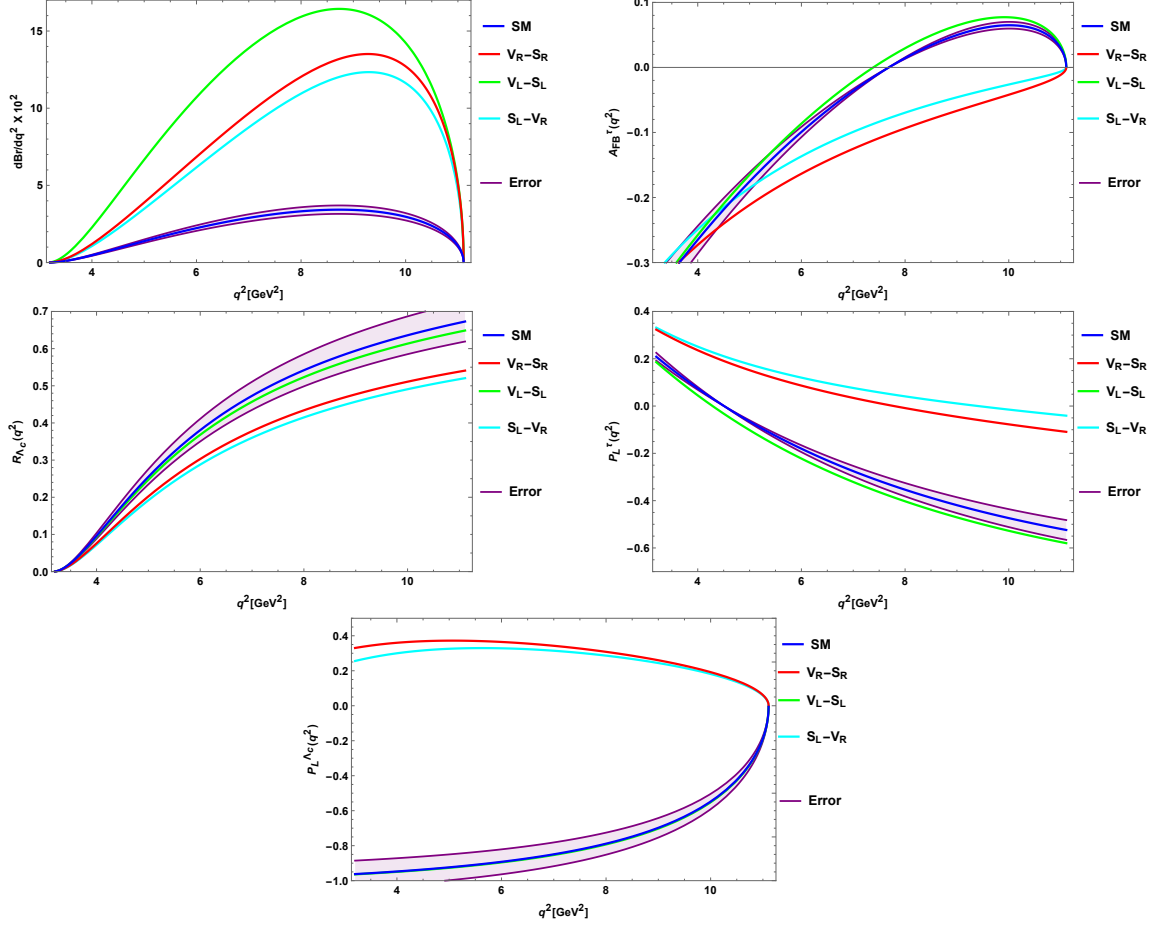 dBr/dq² X 10²
15
10
5
0
4 6 8 10
q²[GeV²]
SM
V_R−S_R
V_L−S_L
S_L−V_R
Error
A_FB^τ(q²)
0.1
0.0
−0.1
−0.2
−0.3
4 6 8 10
q²[GeV²]
SM
V_R−S_R
V_L−S_L
S_L−V_R
Error
R_Λ_c(q²)
0.7
0.6
0.5
0.4
0.3
0.2
0.1
0.0
4 6 8 10
q²[GeV²]
SM
V_R−S_R
V_L−S_L
S_L−V_R
Error
P_L^τ(q²)
0.4
0.2
0.0
−0.2
−0.4
−0.6
4 6 8 10
q²[GeV²]
SM
V_R−S_R
V_L−S_L
S_L−V_R
Error
P_L^Λ_c(q²)
0.4
0.2
0.0
−0.2
−0.4
−0.6
−0.8
−1.0
4 6 8 10
q²[GeV²]
SM
V_R−S_R
V_L−S_L
S_L−V_R
Error